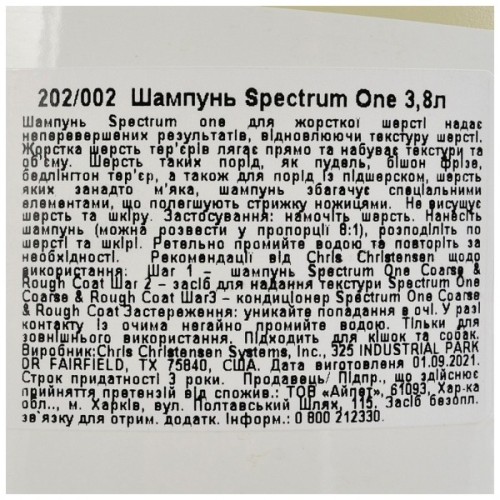 202/002 Шампунь Spectrum One 3,8л
Шампунь Spectrum one для жорсткої шерсті надає
неперевершених результатів, відновлюючи текстуру шерсті.
Жорстка шерсть тер'єрів лягає прямо та набуває текстури та
об'єму. Шерсть таких порід, як пудель, бішон фрізе,
бедлінгтон тер'єр, а також для порід із підшерском, шерсть
яких занадто м'яка, шампунь збагачує спеціальними
елементами, що полегшують стрижку ножицями. Не висушує
шерсть та шкіру. Застосування: намочіть шерсть. Нанесіть
шампунь (можна розвести у пропорції 8:1), розподіліть по
шерсті та шкірі. Ретельно промийте водою та повторіть за
необхідності. Рекомендації від Chris Christensen щодо
використання: Шаг 1 – шампунь Spectrum One Coarse &
Rough Coat Шаг 2 – засіб для надання текстури Spectrum One
Coarse & Rough Coat Шаг3 – кондиціонер Spectrum One Coarse
& Rough Coat Застереження: уникайте попадання в очі. У разі
контакту із очима негайно промийте водою. Тільки для
зовнішнього використання. Підходить для кішок та собак.
Виробник:Chris Christensen Systems, Inc., 325 INDUSTRIAL PARK
DR FAIRFIELD, TX 75840, США. Дата виготовленя 01.09.2021.
Строк придатності 3 роки. Продавець/ Підпр., що здійснює
прийняття претензій від спожив.: ТОВ «Айпет», 61093, Хар-ка
обл.., м. Харків, вул. Полтавський Шлях, 115. Засіб безопл.
зв`язку для отрим. додатк. Інформ.: 0 800 212330.